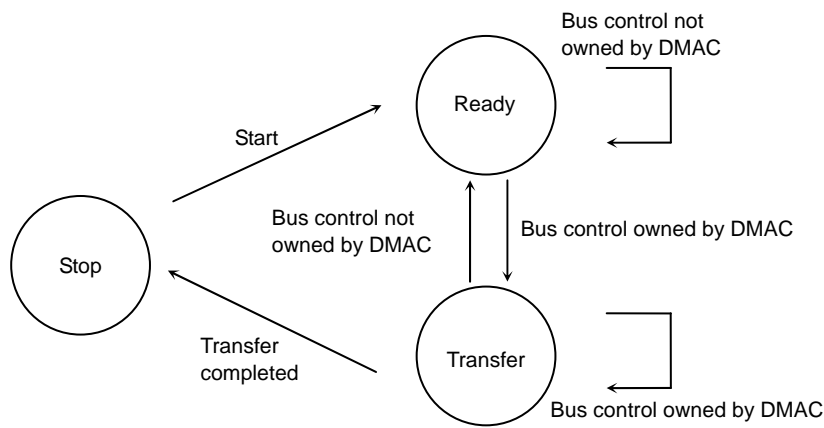 Bus control not
owned by DMAC
Ready
Start
Bus control not
owned by DMAC
Bus control owned by DMAC
Stop
Transfer
completed
Transfer
Bus control owned by DMAC